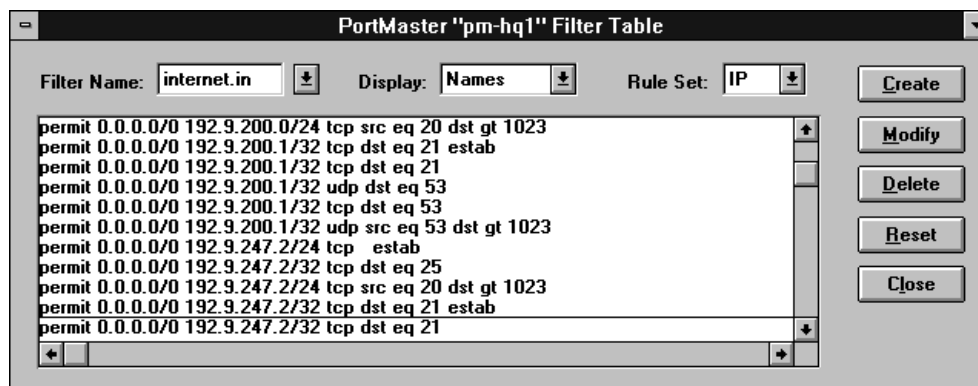 PortMaster "pm-hq1" Filter Table
Filter Name: internet.in Display: Names Rule Set: IP
Create
permit 0.0.0.0/0 192.9.200.0/24 tcp src eq 20 dst gt 1023
permit 0.0.0.0/0 192.9.200.1/32 tcp dst eq 21 estab
Modify
permit 0.0.0.0/0 192.9.200.1/32 tcp dst eq 21
permit 0.0.0.0/0 192.9.200.1/32 udp dst eq 53
Delete
permit 0.0.0.0/0 192.9.200.1/32 tcp dst eq 53
permit 0.0.0.0/0 192.9.200.1/32 udp src eq 53 dst gt 1023
Reset
permit 0.0.0.0/0 192.9.247.2/24 tcp   estab
permit 0.0.0.0/0 192.9.247.2/32 tcp dst eq 25
permit 0.0.0.0/0 192.9.247.2/24 tcp src eq 20 dst gt 1023
Close
permit 0.0.0.0/0 192.9.247.2/32 tcp dst eq 21 estab
permit 0.0.0.0/0 192.9.247.2/32 tcp dst eq 21